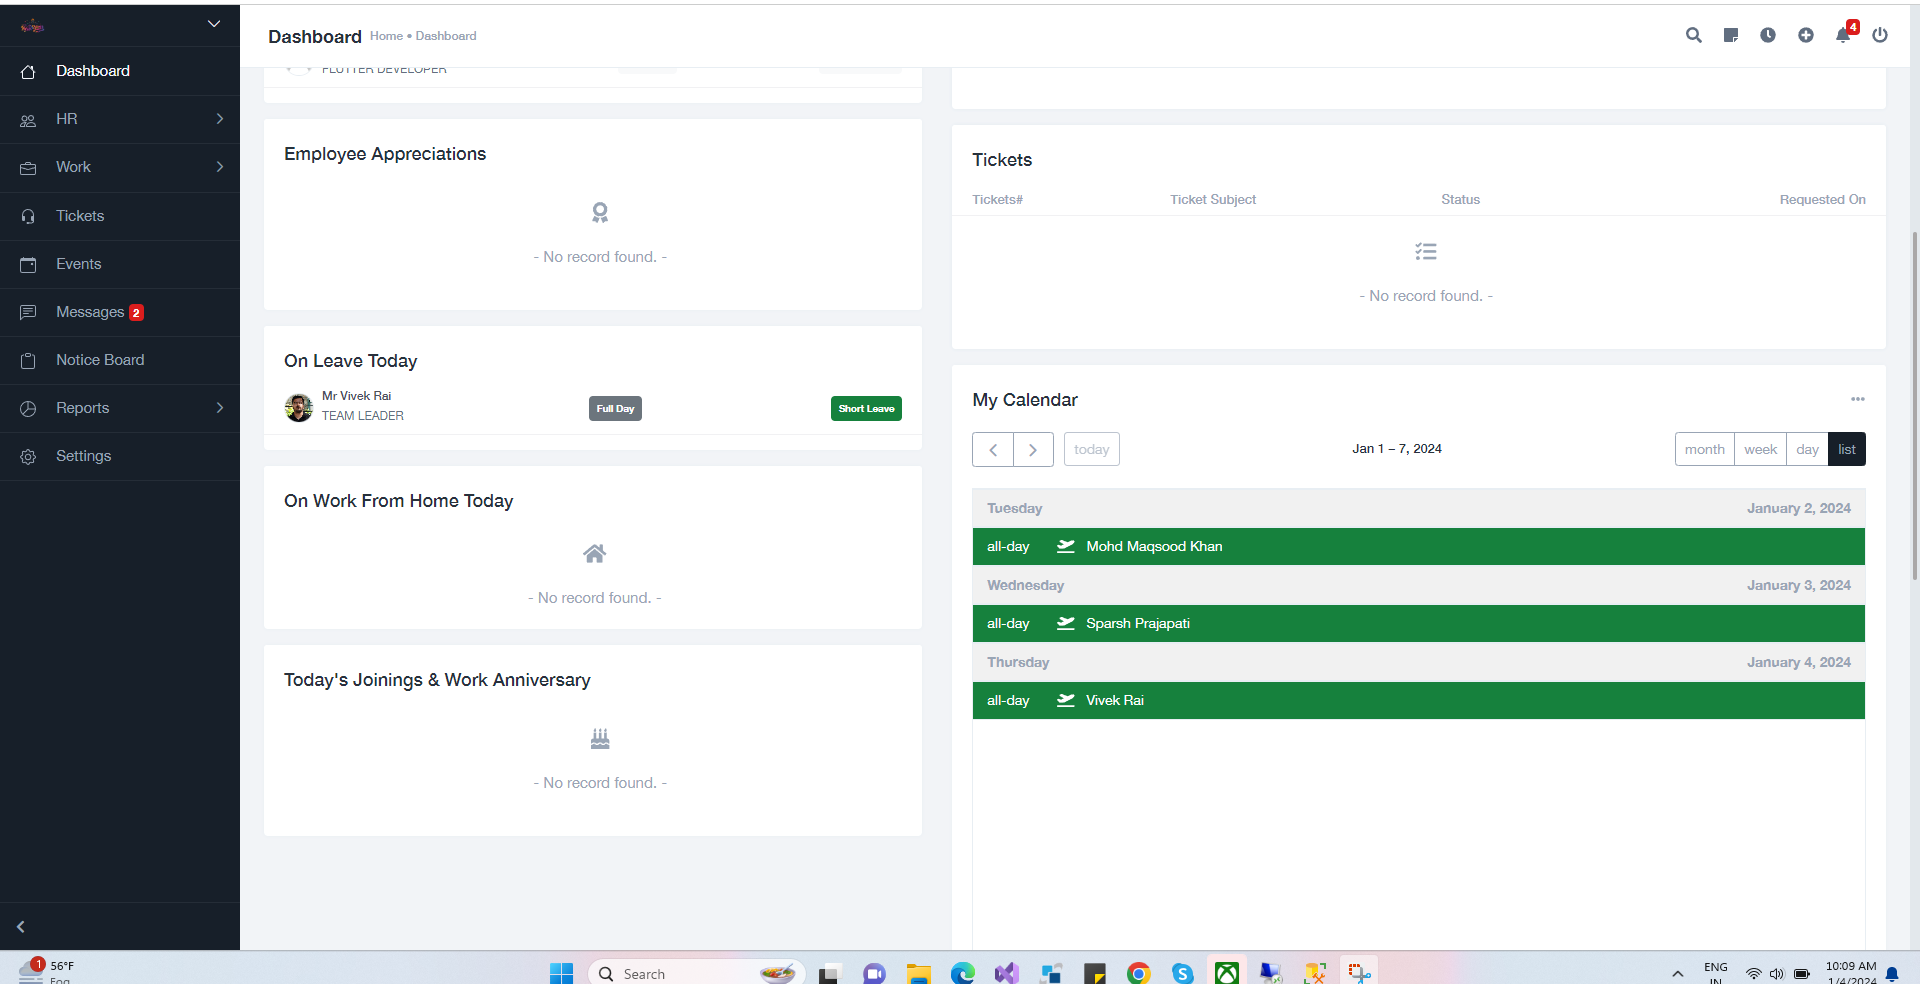 Dashboard
Home • Dashboard
4
Dashboard
HR
Work
Tickets
Events
Messages 2
Notice Board
Reports
Settings
FLUTTER DEVELOPER
Employee Appreciations
- No record found. -
On Leave Today
Mr Vivek Rai
TEAM LEADER
Full Day
Short Leave
On Work From Home Today
- No record found. -
Today's Joinings & Work Anniversary
- No record found. -
Tickets
Tickets# Ticket Subject Status Requested On
- No record found. -
My Calendar
today
Jan 1 – 7, 2024
month week day list
Tuesday January 2, 2024
all-day Mohd Maqsood Khan
Wednesday January 3, 2024
all-day Sparsh Prajapati
Thursday January 4, 2024
all-day Vivek Rai
1
56°F
Fog
Search
ENG
IN
10:09 AM
1/4/2024